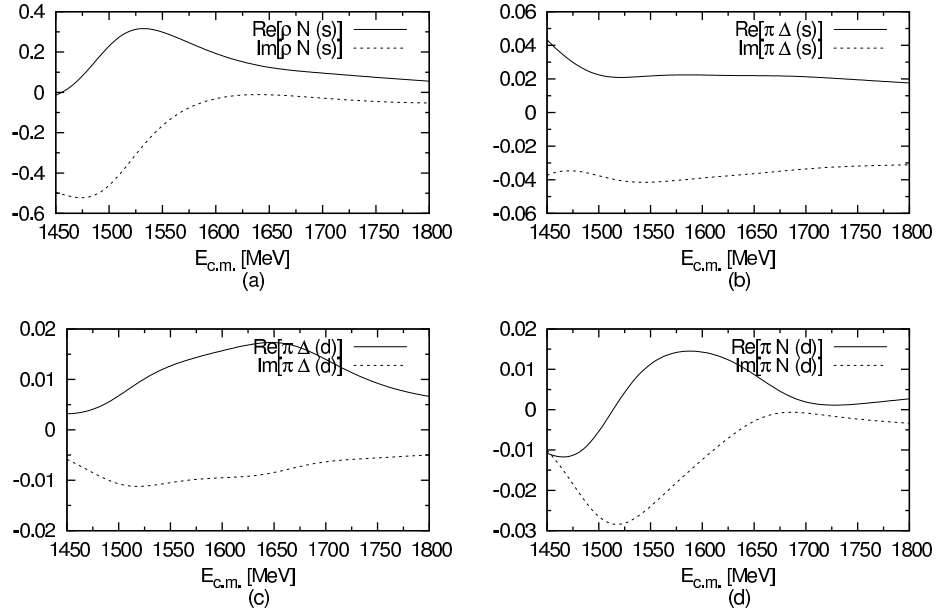 0.4
0.2
0
-0.2
-0.4
-0.6
Re[ρ N (s)]
Im[ρ N (s)]
1450 1500 1550 1600 1650 1700 1750 1800
E c.m. [MeV]
(a)
0.06
0.04
0.02
0
-0.02
-0.04
-0.06
Re[π Δ (s)]
Im[π Δ (s)]
1450 1500 1550 1600 1650 1700 1750 1800
E c.m. [MeV]
(b)
0.02
0.01
0
-0.01
-0.02
Re[π Δ (d)]
Im[π Δ (d)]
1450 1500 1550 1600 1650 1700 1750 1800
E c.m. [MeV]
(c)
0.02
0.01
0
-0.01
-0.02
-0.03
Re[π N (d)]
Im[π N (d)]
1450 1500 1550 1600 1650 1700 1750 1800
E c.m. [MeV]
(d)